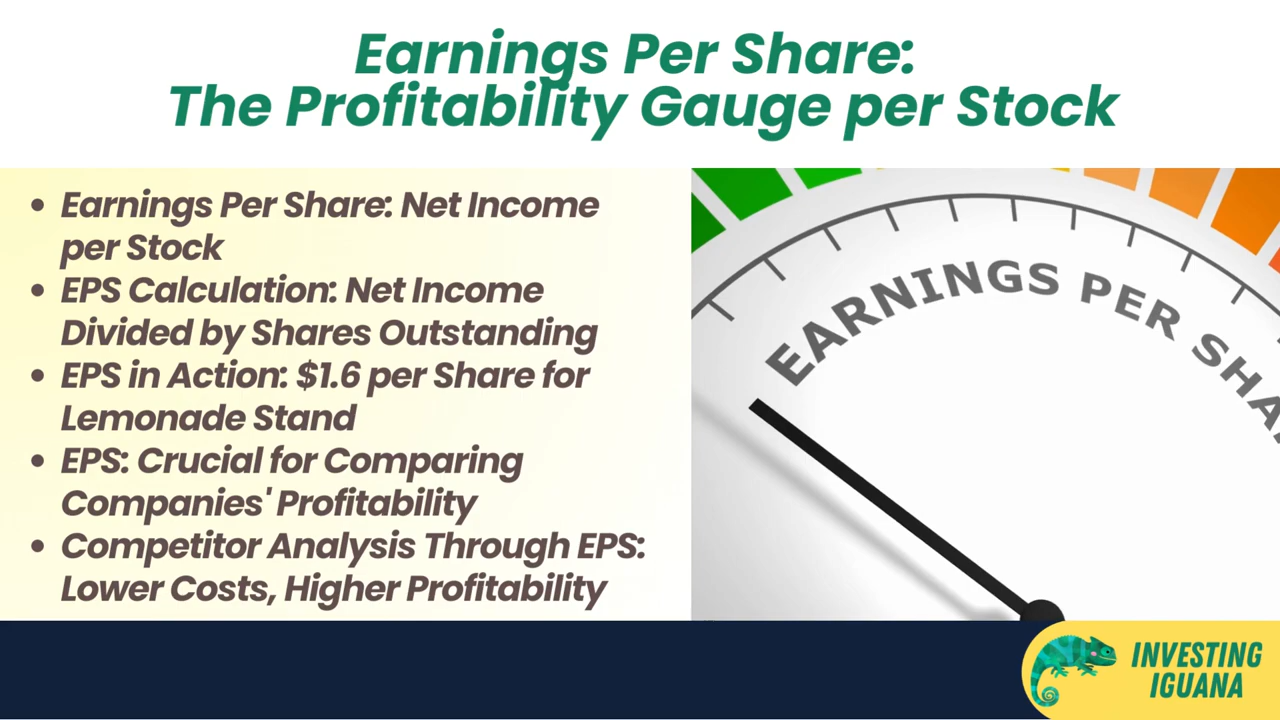 Earnings Per Share:
The Profitability Gauge per Stock
• Earnings Per Share: Net Income
per Stock
• EPS Calculation: Net Income
Divided by Shares Outstanding
• EPS in Action: $1.6 per Share for
Lemonade Stand
• EPS: Crucial for Comparing
Companies' Profitability
• Competitor Analysis Through EPS:
Lower Costs, Higher Profitability
EARNINGS PER SHA
INVESTING
IGUANA